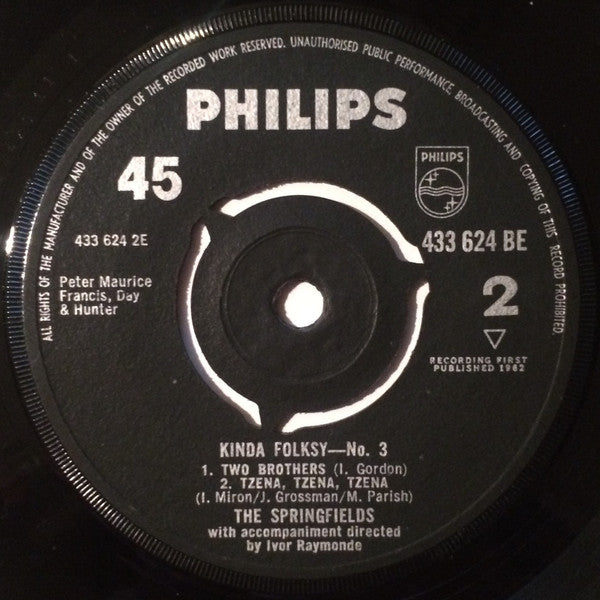 ALL RIGHTS OF THE MANUFACTURER AND OF THE OWNER OF THE RECORDED WORK RESERVED. UNAUTHORISED PUBLIC PERFORMANCE, BROADCASTING AND COPYING OF THIS RECORD PROHIBITED.
PHILIPS
45
PHILIPS
433 624 2E
433 624 BE
Peter Maurice
Francis, Day
& Hunter
2
RECORDING FIRST
PUBLISHED 1962
KINDA FOLKSY—No. 3
1. TWO BROTHERS (I. Gordon)
2. TZENA, TZENA, TZENA
(I. Miron/J. Grossman/M. Parish)
THE SPRINGFIELDS
with accompaniment directed
by Ivor Raymonde